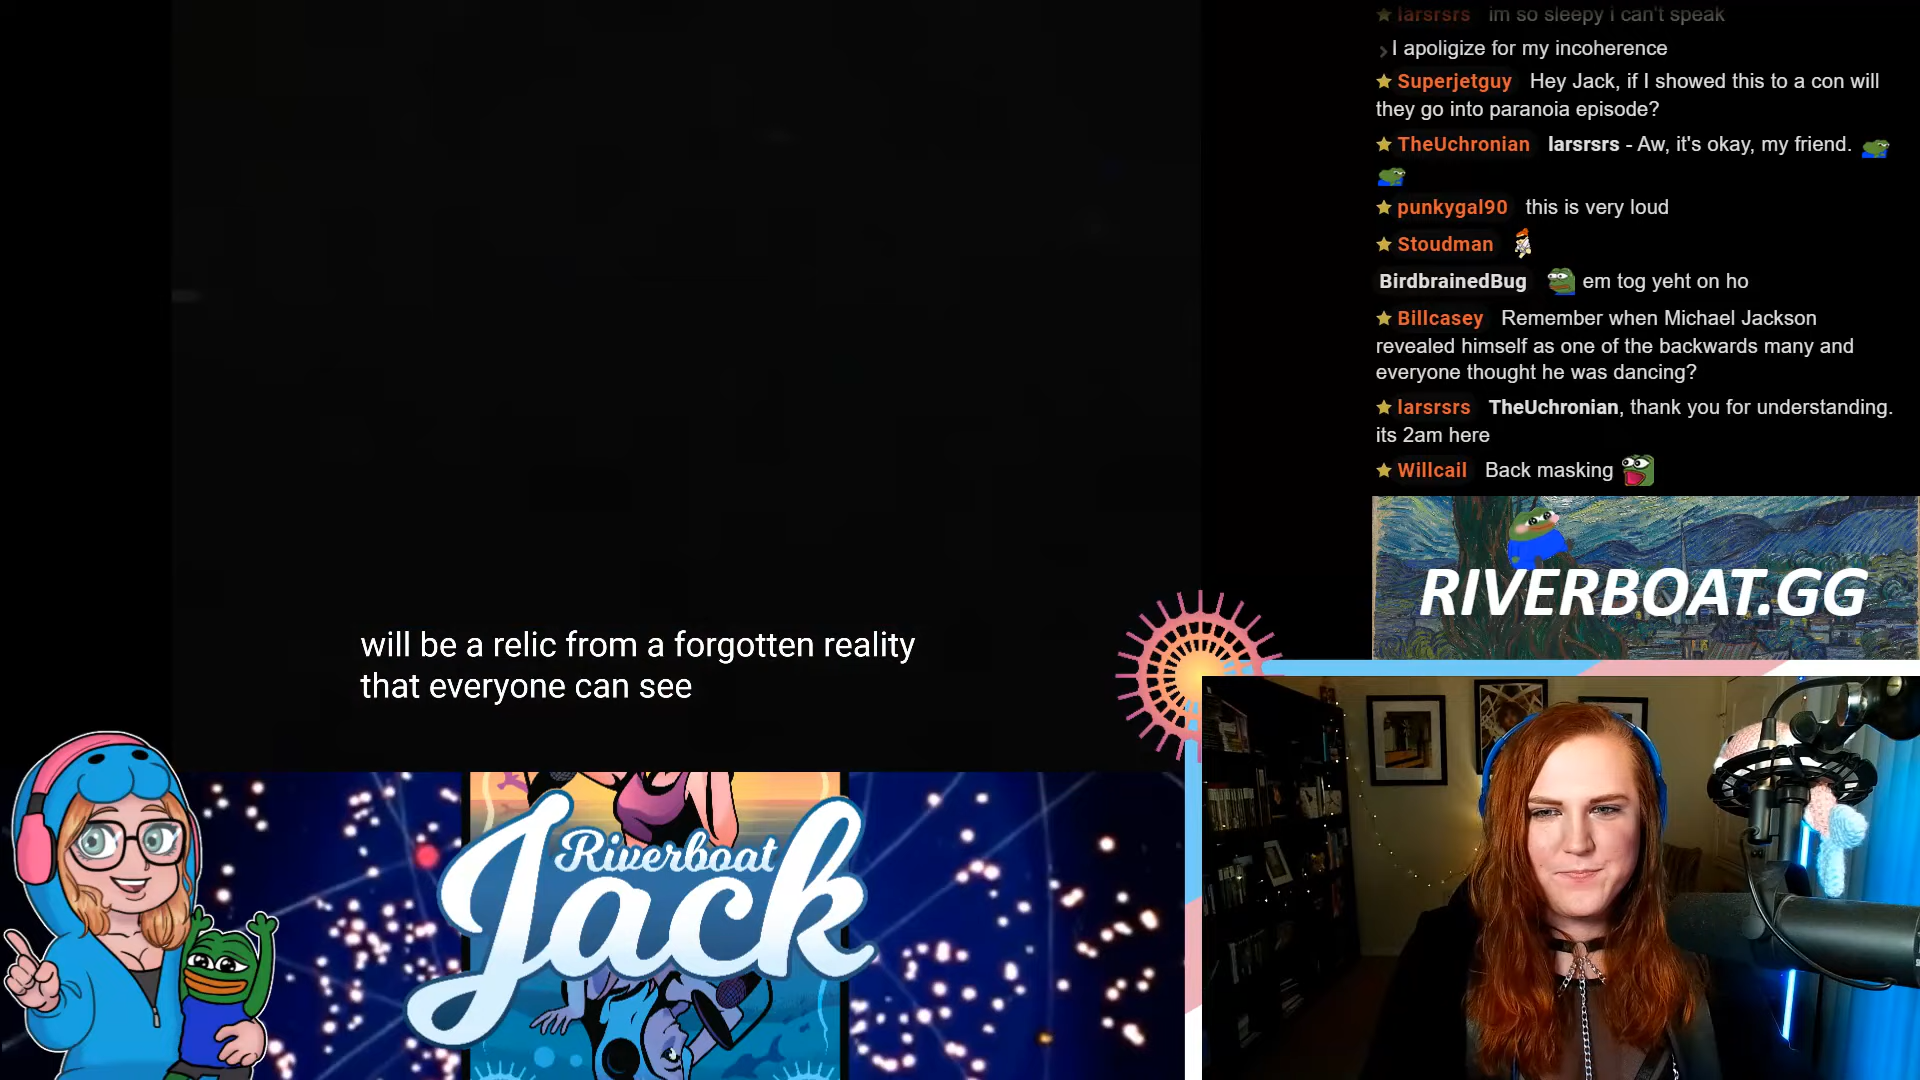 larsrsrs im so sleepy i can't speak
I apoligize for my incoherence
Superjetguy Hey Jack, if I showed this to a con will
they go into paranoia episode?
TheUchronian larsrsrs - Aw, it's okay, my friend.
punkygal90 this is very loud
Stoudman
BirdbrainedBug em tog yeht on ho
Billcasey Remember when Michael Jackson
revealed himself as one of the backwards many and
everyone thought he was dancing?
larsrsrs TheUchronian, thank you for understanding.
its 2am here
Willcail Back masking
RIVERBOAT.GG
will be a relic from a forgotten reality
that everyone can see
Riverboat
Jack